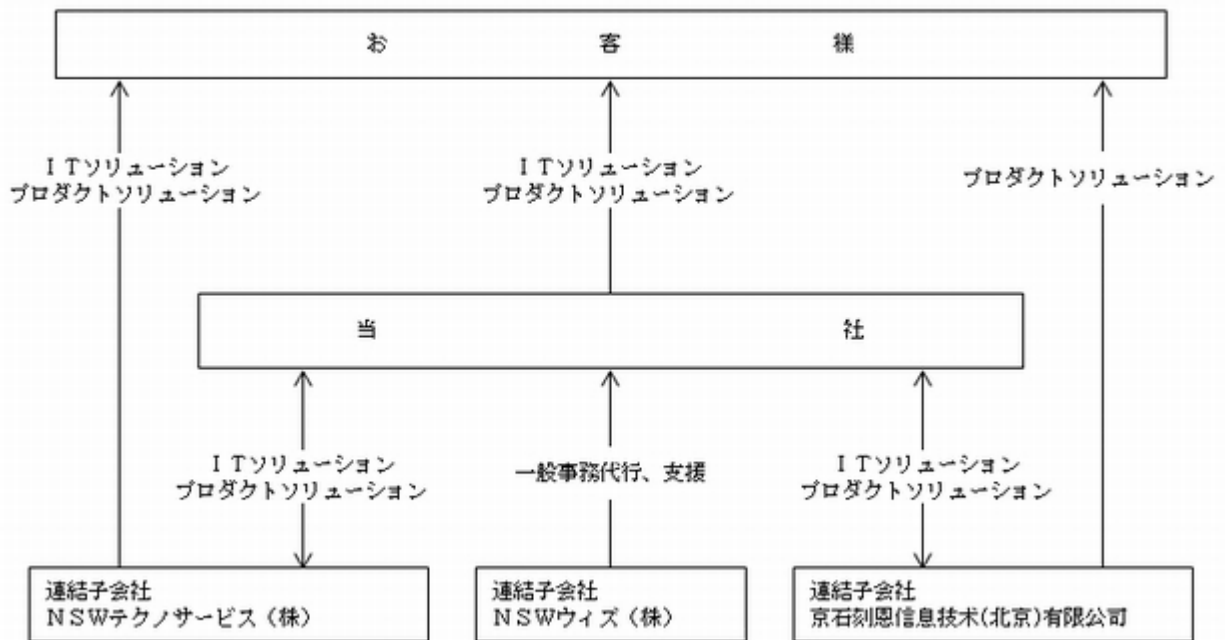 お客様
ＩＴソリューション
プロダクトソリューション
ＩＴソリューション
プロダクトソリューション
プロダクトソリューション
当社
ＩＴソリューション
プロダクトソリューション
一般事務代行、支援
ＩＴソリューション
プロダクトソリューション
連結子会社
ＮＳＷテクノサービス（株）
連結子会社
ＮＳＷウィズ（株）
連結子会社
京石刻恩信息技术(北京)有限公司